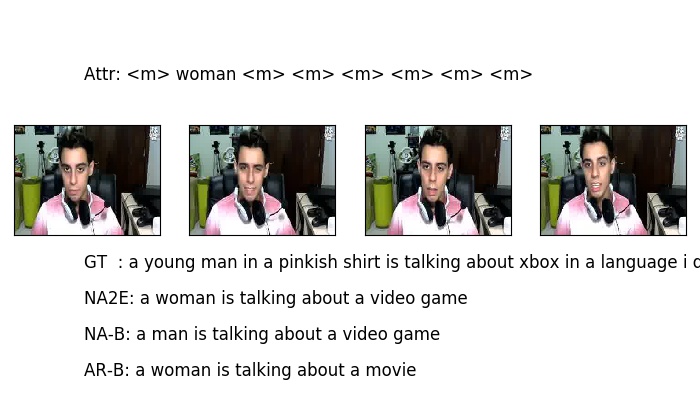 Attr: <m> woman <m> <m> <m> <m> <m> <m>
GT : a young man in a pinkish shirt is talking about xbox in a language i
NA2E: a woman is talking about a video game
NA-B: a man is talking about a video game
AR-B: a woman is talking about a movie